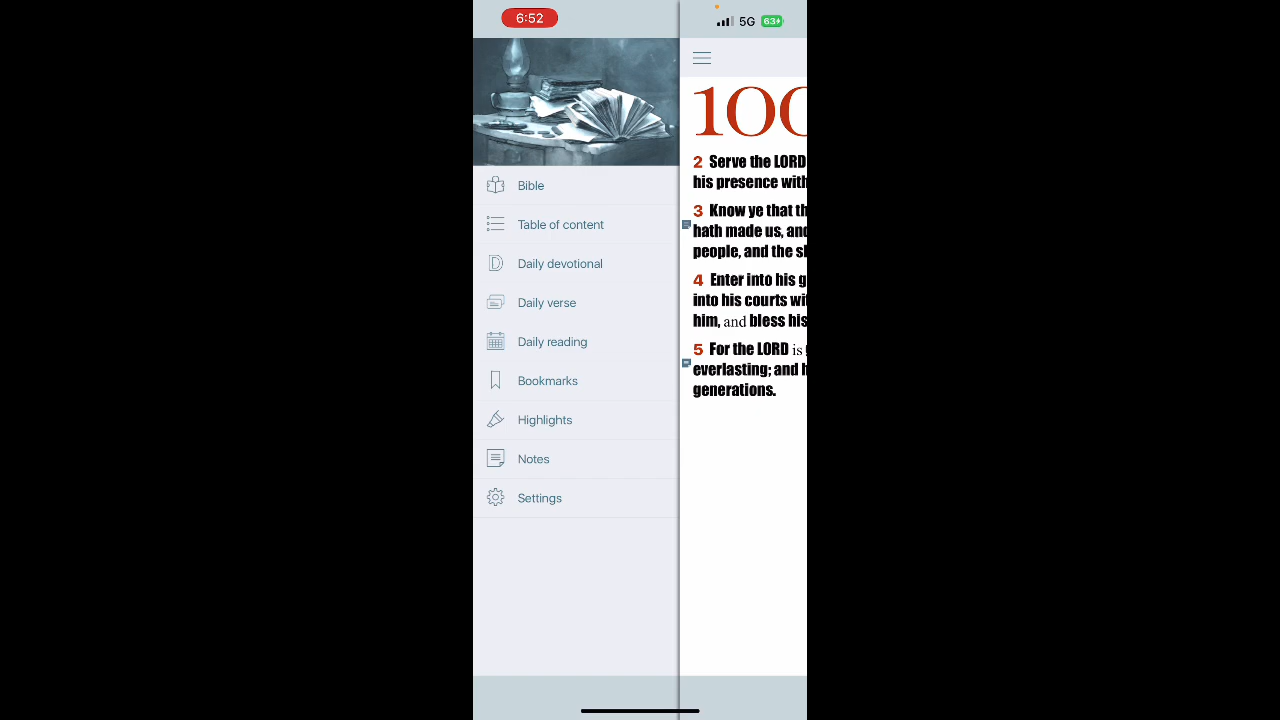 6:52
5G 63
Bible
Table of content
Daily devotional
Daily verse
Daily reading
Bookmarks
Highlights
Notes
Settings
100
2 Serve the LORD
his presence with
3 Know ye that
hath made us, and
people, and the
4 Enter into his
into his courts
him, and bless his
5 For the LORD is
everlasting; and
generations.